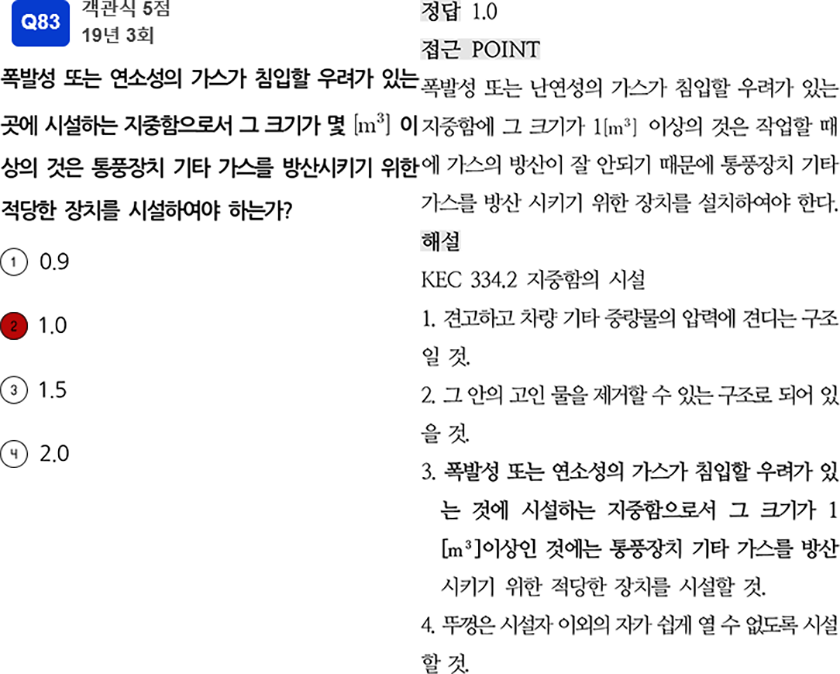 Q83
객관식 5점
19년 3회
폭발성 또는 연소성의 가스가 침입할 우려가 있는
곳에 시설하는 지중함으로서 그 크기가 몇 [m³] 이
상의 것은 통풍장치 기타 가스를 방산시키기 위한
적당한 장치를 시설하여야 하는가?
① 0.9
② 1.0
③ 1.5
④ 2.0
정답 1.0
접근 POINT
폭발성 또는 난연성의 가스가 침입할 우려가 있는
지중함에 그 크기가 1[m³] 이상의 것은 작업할 때
에 가스의 방산이 잘 안되기 때문에 통풍장치 기타
가스를 방산 시키기 위한 장치를 설치하여야 한다.
해설
KEC 334.2 지중함의 시설
1. 견고하고 차량 기타 중량물의 압력에 견디는 구조
일 것.
2. 그 안의 고인 물을 제거할 수 있는 구조로 되어 있
을 것.
3. 폭발성 또는 연소성의 가스가 침입할 우려가 있
는 것에 시설하는 지중함으로서 그 크기가 1
[m³]이상인 것에는 통풍장치 기타 가스를 방산
시키기 위한 적당한 장치를 시설할 것.
4. 뚜껑은 시설자 이외의 자가 쉽게 열 수 없도록 시설
할 것.